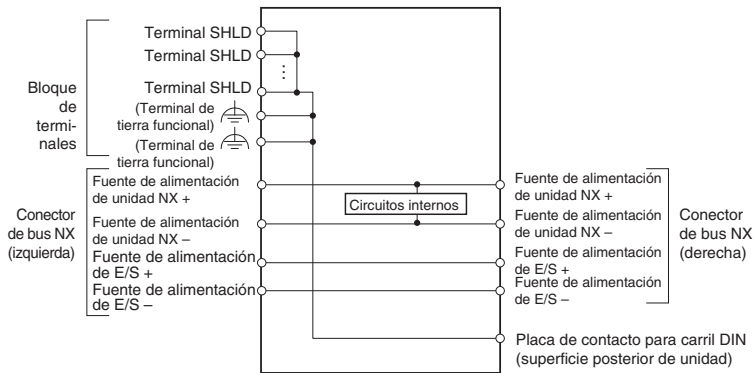 Terminal SHLD
Terminal SHLD
⋮
Terminal SHLD
(Terminal de
tierra funcional)
(Terminal de
tierra funcional)
Bloque
de
termi-
nales
Fuente de alimentación
de unidad NX +
Fuente de alimentación
de unidad NX –
Fuente de alimentación
de E/S +
Fuente de alimentación
de E/S –
Conector
de bus NX
(izquierda)
Circuitos internos
Fuente de alimentación
de unidad NX +
Fuente de alimentación
de unidad NX –
Fuente de alimentación
de E/S +
Fuente de alimentación
de E/S –
Conector
de bus NX
(derecha)
Placa de contacto para carril DIN
(superficie posterior de unidad)